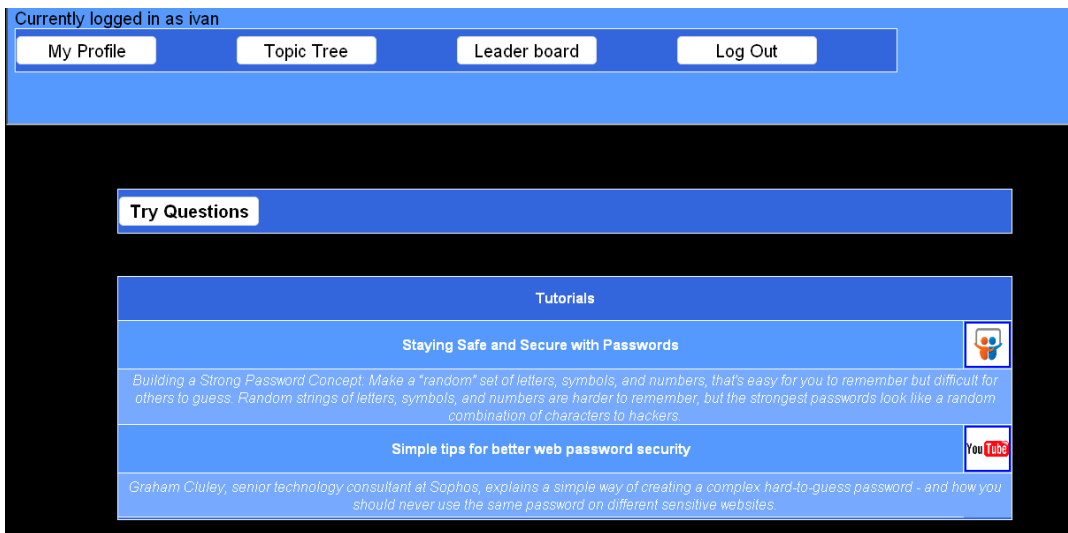 Currently logged in as ivan
My Profile Topic Tree Leader board Log Out
Try Questions
Tutorials
Staying Safe and Secure with Passwords
Building a Strong Password Concept: Make a "random" set of letters, symbols, and numbers, that's easy for you to remember but difficult for
others to guess. Random strings of letters, symbols, and numbers are harder to remember, but the strongest passwords look like a random
combination of characters to hackers.
Simple tips for better web password security
You Tube
Graham Cluley, senior technology consultant at Sophos, explains a simple way of creating a complex hard-to-guess password - and how you
should never use the same password on different sensitive websites.